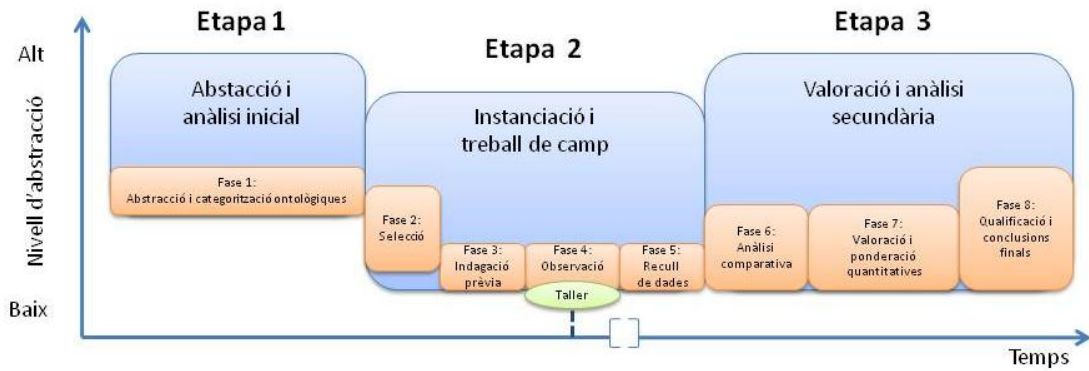 Etapa 1
Etapa 2
Etapa 3
Alt
Nivell d'abstracció
Baix
Abstacció i
anàlisi inicial
Instanciació i
treball de camp
Valoració i anàlisi
secundària
Fase 1:
Abstracció i categorització ontològiques
Fase 2:
Selecció
Fase 3:
Indagació
prèvia
Fase 4:
Observació
Taller
Fase 5:
Recull
de dades
Fase 6:
Anàlisi
comparativa
Fase 7:
Valoració i
ponderació
quantitatives
Fase 8:
Qualificació i
conclusions
finals
Temps